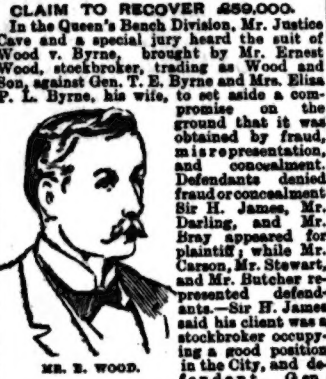 CLAIM TO RECOVER £59,000.
In the Queen's Bench Division, Mr. Justice
Cave and a special jury heard the suit of
Wood v. Byrne, brought by Mr. Ernest
Wood, stockbroker, trading as Wood and
Son, against Gen. T. E. Byrne and Mrs. Eliza
P. L. Byrne, his wife, to set aside a com-
promise on the
ground that it was
obtained by fraud,
misrepresentation,
and concealment.
Defendants denied
fraud or concealment
Sir H. James, Mr.
Darling, and Mr.
Bray appeared for
plaintiff; while Mr.
Carson, Mr. Stewart,
and Mr. Butcher re-
presented defend-
ants.—Sir H. James
said his client was a
stockbroker occupy-
ing a good position
in the City, and de-
Gen.
MR. E. WOOD.